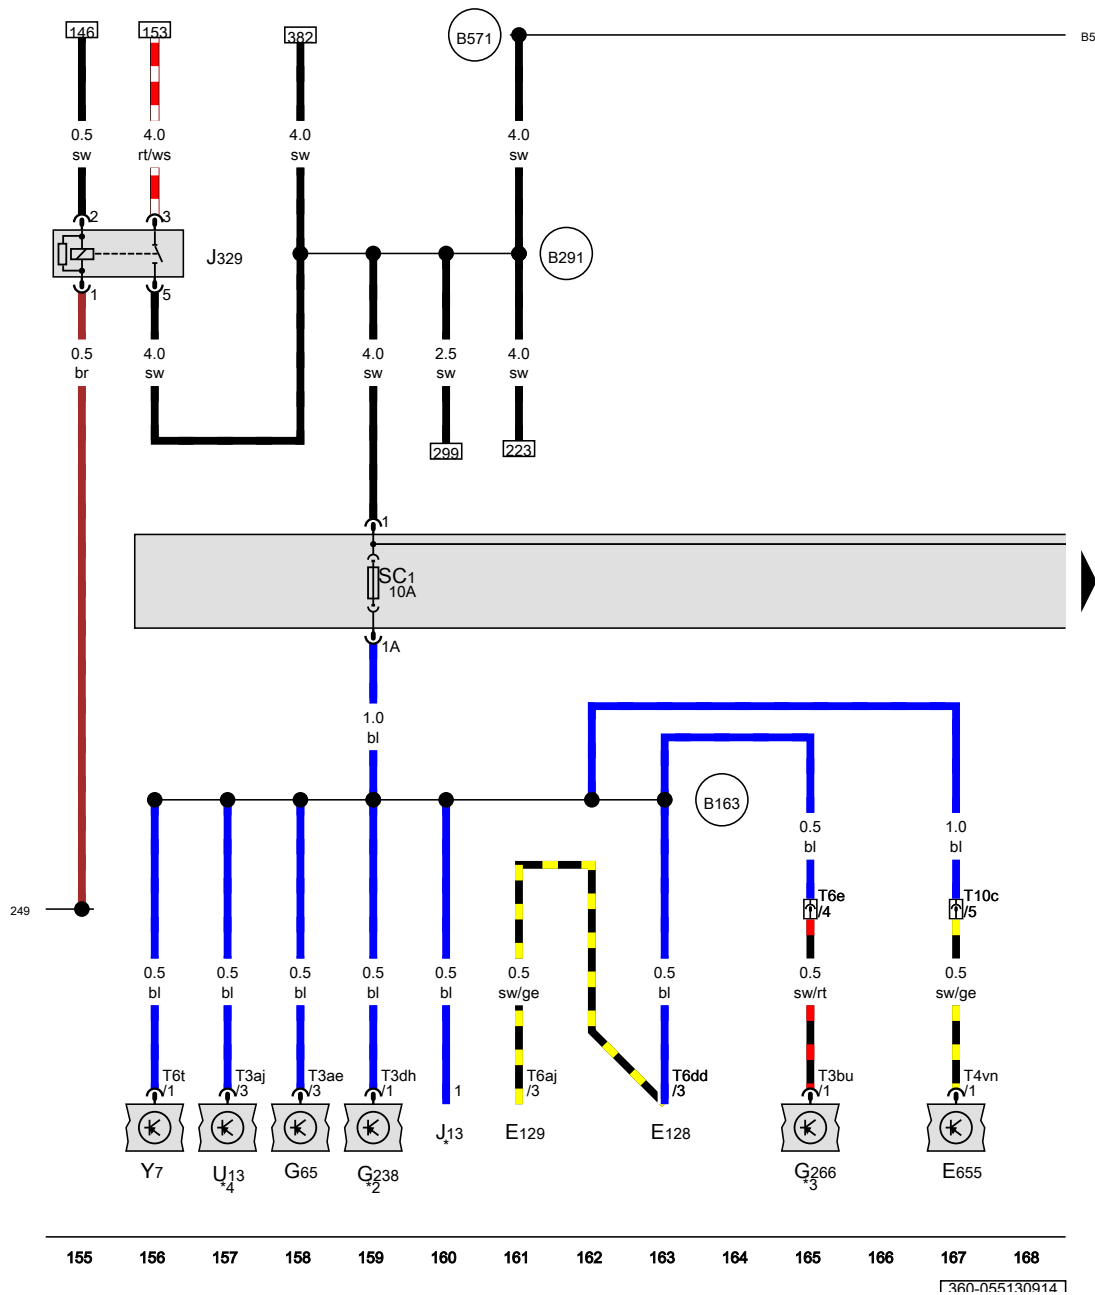 146
153
382
B571
B5
0.5
sw
4.0
rt/ws
4.0
sw
4.0
sw
2
3
J329
B291
1
5
0.5
br
4.0
sw
4.0
sw
2.5
sw
4.0
sw
299
223
1
SC1
10A
1A
1.0
bl
B163
0.5
bl
1.0
bl
T6e
/4
T10c
/5
249
0.5
bl
0.5
bl
0.5
bl
0.5
bl
0.5
bl
0.5
sw/ge
0.5
bl
0.5
sw/rt
0.5
sw/ge
T6t
/1
T3aj
/3
T3ae
/3
T3dh
/1
1
T6aj
/3
T6dd
/3
T3bu
/1
T4vn
/1
Y7
U13
*4
G65
G238
*2
J13
*
E129
E128
G266
*3
E655
155 156 157 158 159 160 161 162 163 164 165 166 167 168
360-055130914